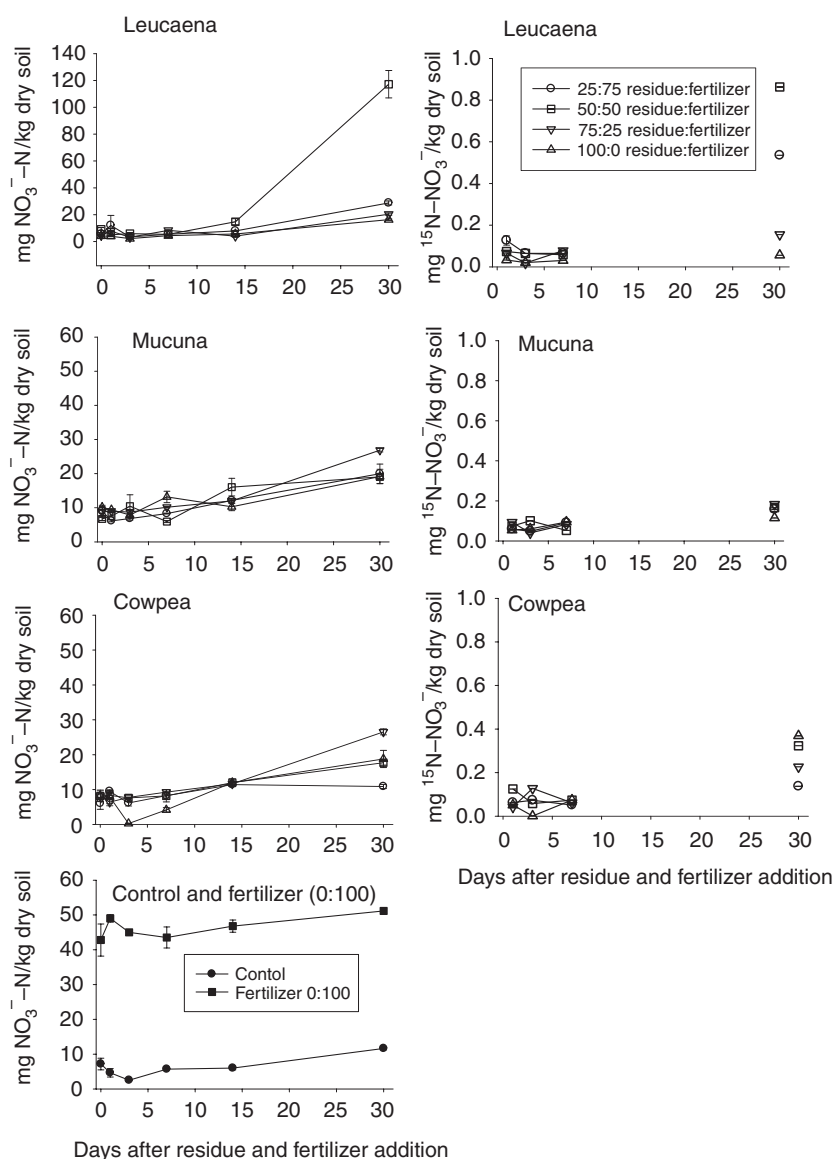 Leucaena
mg NO3⁻–N/kg dry soil
140
120
100
80
60
40
20
0
0 5 10 15 20 25 30
Leucaena
mg ¹⁵N–NO3⁻/kg dry soil
1.0
0.8
0.6
0.4
0.2
0.0
25:75 residue:fertilizer
50:50 residue:fertilizer
75:25 residue:fertilizer
100:0 residue:fertilizer
0 5 10 15 20 25 30
Mucuna
mg NO3⁻–N/kg dry soil
60
50
40
30
20
10
0
0 5 10 15 20 25 30
Mucuna
mg ¹⁵N–NO3⁻/kg dry soil
1.0
0.8
0.6
0.4
0.2
0.0
0 5 10 15 20 25 30
Cowpea
mg NO3⁻–N/kg dry soil
60
50
40
30
20
10
0
0 5 10 15 20 25 30
Cowpea
mg ¹⁵N–NO3⁻/kg dry soil
1.0
0.8
0.6
0.4
0.2
0.0
0 5 10 15 20 25 30
Days after residue and fertilizer addition
Control and fertilizer (0:100)
mg NO3⁻–N/kg dry soil
60
50
40
30
20
10
0
Contol
Fertilizer 0:100
0 5 10 15 20 25 30
Days after residue and fertilizer addition